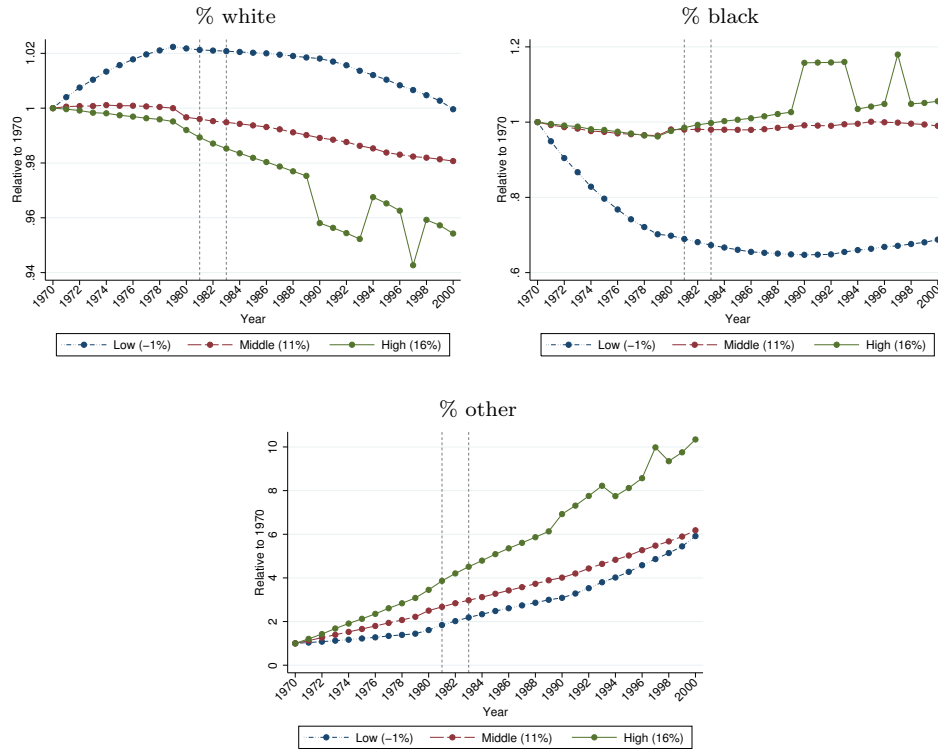 % white
Relative to 1970
.94 .96 .98 1 1.02
1970 1972 1974 1976 1978 1980 1982 1984 1986 1988 1990 1992 1994 1996 1998 2000
Year
Low (−1%) Middle (11%) High (16%)
% black
Relative to 1970
.6 .8 1 1.2
1970 1972 1974 1976 1978 1980 1982 1984 1986 1988 1990 1992 1994 1996 1998 2000
Year
Low (−1%) Middle (11%) High (16%)
% other
Relative to 1970
0 2 4 6 8 10
1970 1972 1974 1976 1978 1980 1982 1984 1986 1988 1990 1992 1994 1996 1998 2000
Year
Low (−1%) Middle (11%) High (16%)